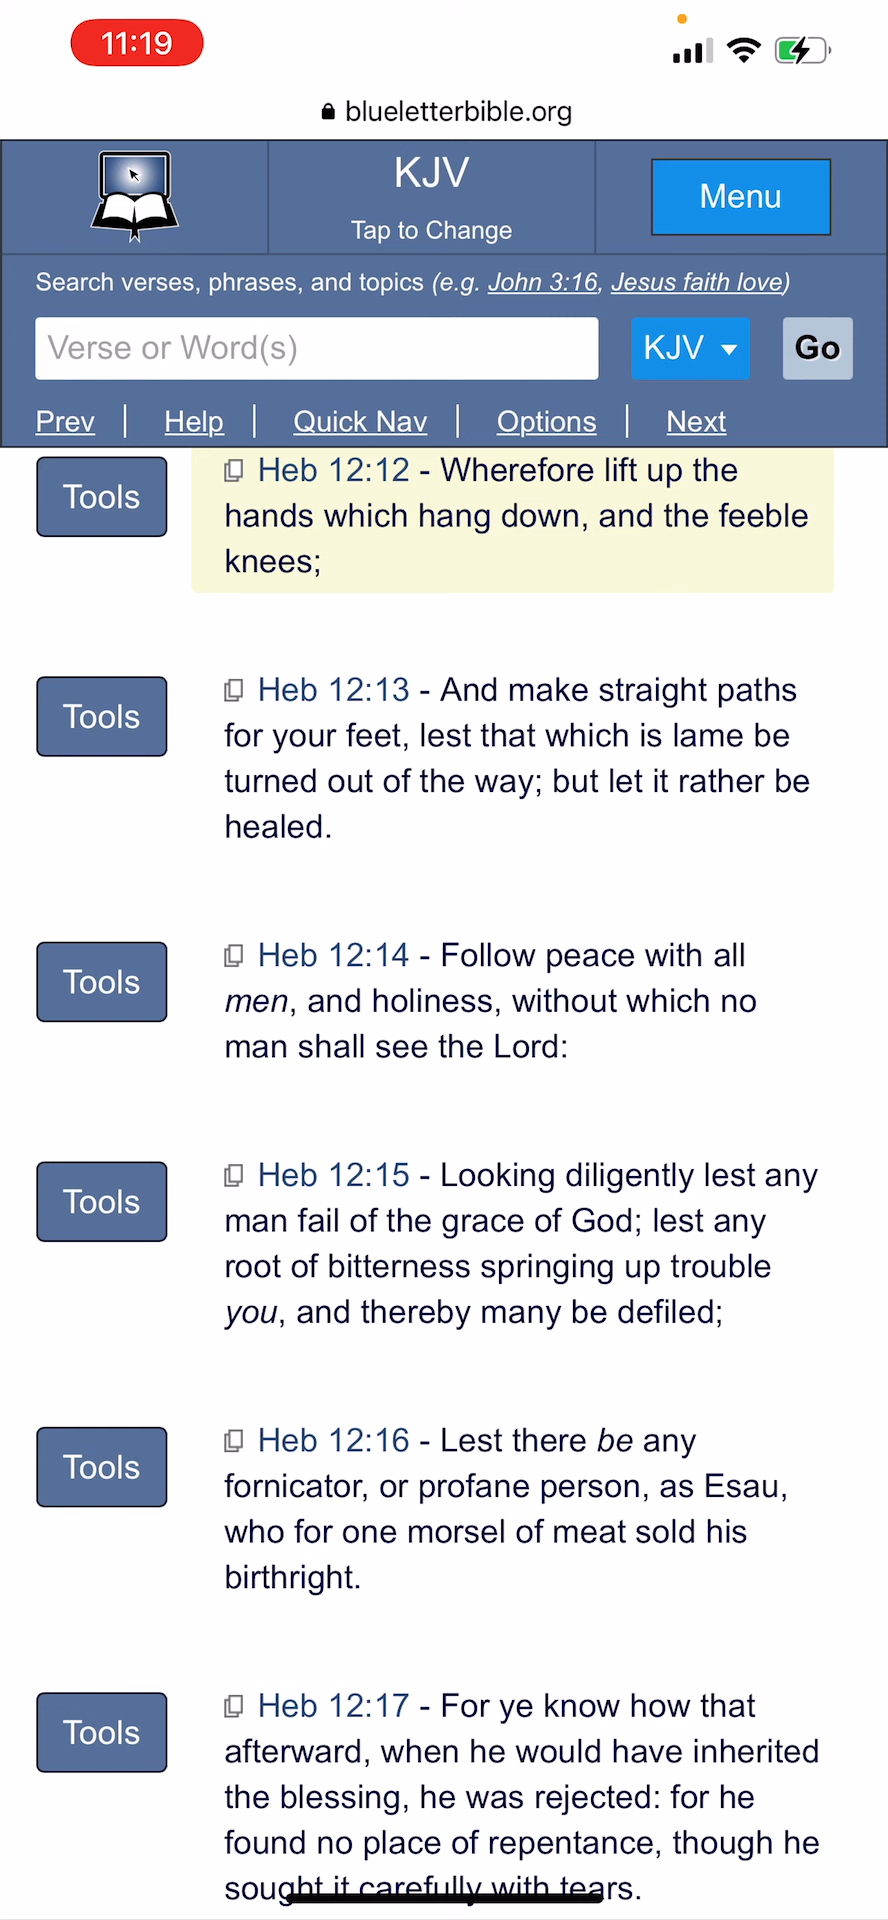 11:19
blueletterbible.org
KJV
Tap to Change
Menu
Search verses, phrases, and topics (e.g. John 3:16, Jesus faith love)
Verse or Word(s)
KJV
Go
Prev | Help | Quick Nav | Options | Next
Tools
Heb 12:12 - Wherefore lift up the
hands which hang down, and the feeble
knees;
Tools
Heb 12:13 - And make straight paths
for your feet, lest that which is lame be
turned out of the way; but let it rather be
healed.
Tools
Heb 12:14 - Follow peace with all
men, and holiness, without which no
man shall see the Lord:
Tools
Heb 12:15 - Looking diligently lest any
man fail of the grace of God; lest any
root of bitterness springing up trouble
you, and thereby many be defiled;
Tools
Heb 12:16 - Lest there be any
fornicator, or profane person, as Esau,
who for one morsel of meat sold his
birthright.
Tools
Heb 12:17 - For ye know how that
afterward, when he would have inherited
the blessing, he was rejected: for he
found no place of repentance, though he
sought it carefully with tears.